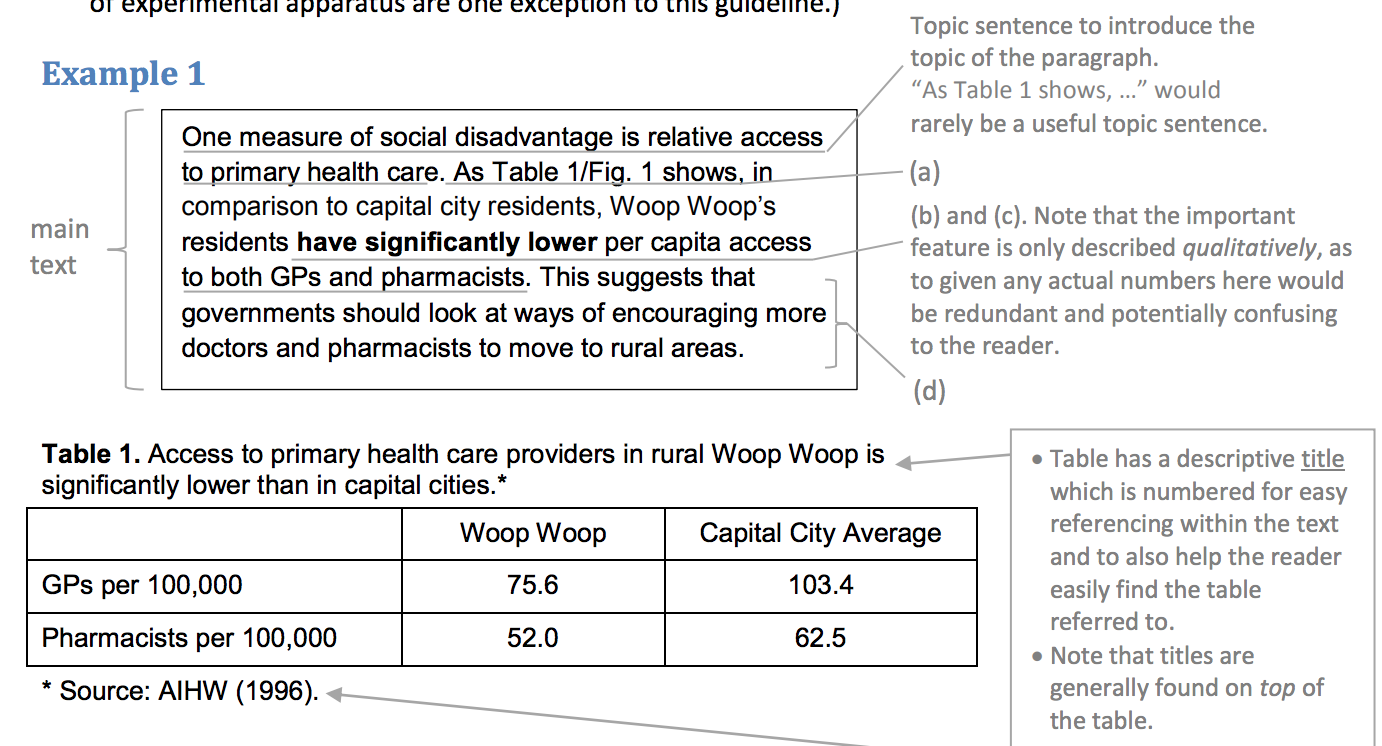 of experimental apparatus are one exception to this guideline.)
Example 1
main
text
One measure of social disadvantage is relative access
to primary health care. As Table 1/Fig. 1 shows, in
comparison to capital city residents, Woop Woop’s
residents have significantly lower per capita access
to both GPs and pharmacists. This suggests that
governments should look at ways of encouraging more
doctors and pharmacists to move to rural areas.
Topic sentence to introduce the
topic of the paragraph.
“As Table 1 shows, …” would
rarely be a useful topic sentence.
(a)
(b) and (c). Note that the important
feature is only described qualitatively, as
to given any actual numbers here would
be redundant and potentially confusing
to the reader.
(d)
Table 1. Access to primary health care providers in rural Woop Woop is
significantly lower than in capital cities.*
Woop Woop Capital City Average
GPs per 100,000 75.6 103.4
Pharmacists per 100,000 52.0 62.5
* Source: AIHW (1996).
• Table has a descriptive title
which is numbered for easy
referencing within the text
and to also help the reader
easily find the table
referred to.
• Note that titles are
generally found on top of
the table.